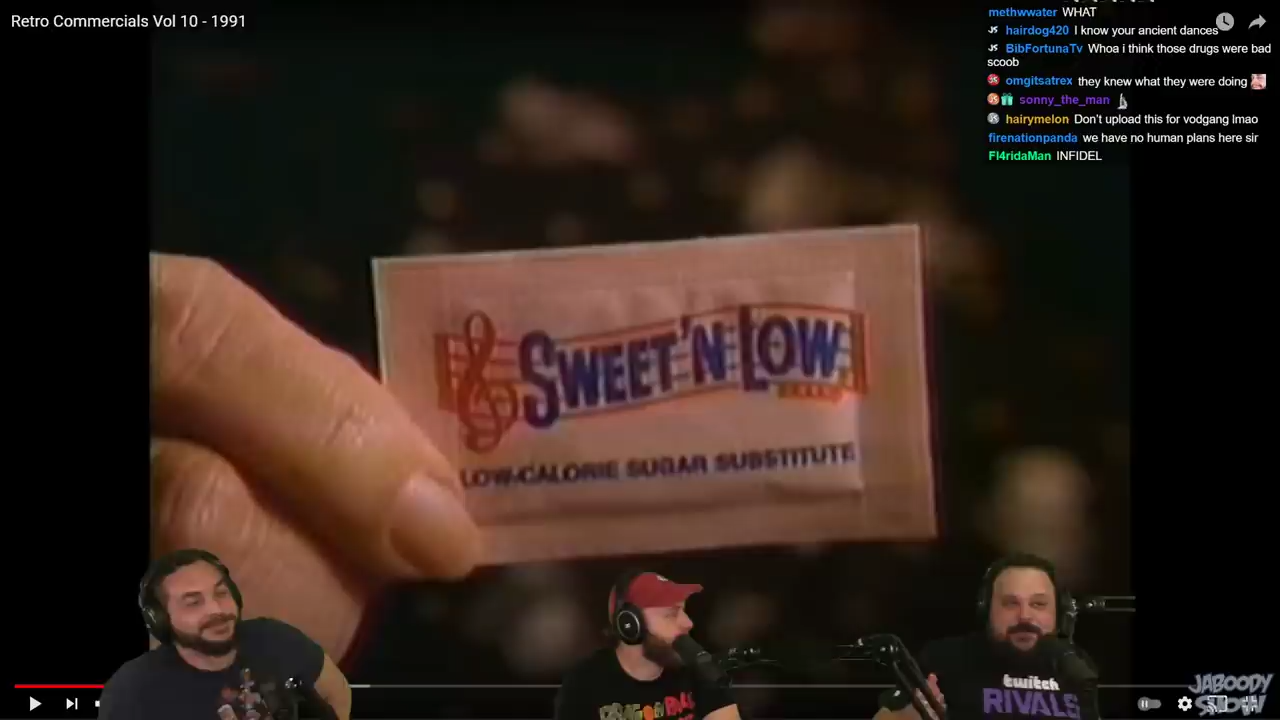 Retro Commercials Vol 10 - 1991
methwwater WHAT
hairdog420 I know your ancient dances
BibFortunaTv Whoa i think those drugs were bad
scoob
omgitsatrex they knew what they were doing
sonny_the_man
hairymelon Don't upload this for vodgang lmao
firenationpanda we have no human plans here sir
Fl4ridaMan INFIDEL
SWEET'N LOW
LOW-CALORIE SUGAR SUBSTITUTE
twitch
RIVALS
JABOODY
SHOW